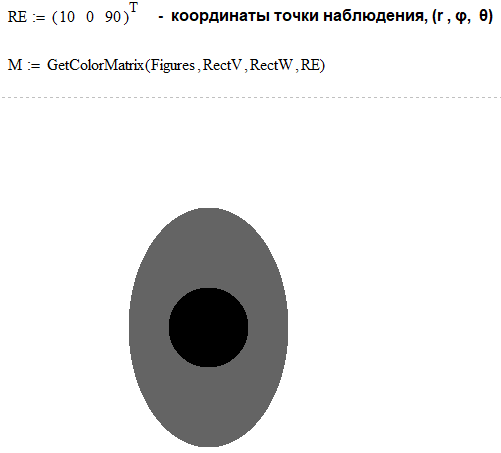 RE := (10 0 90)^T - координаты точки наблюдения, (r , φ, θ)
M := GetColorMatrix(Figures , RectV , RectW , RE)